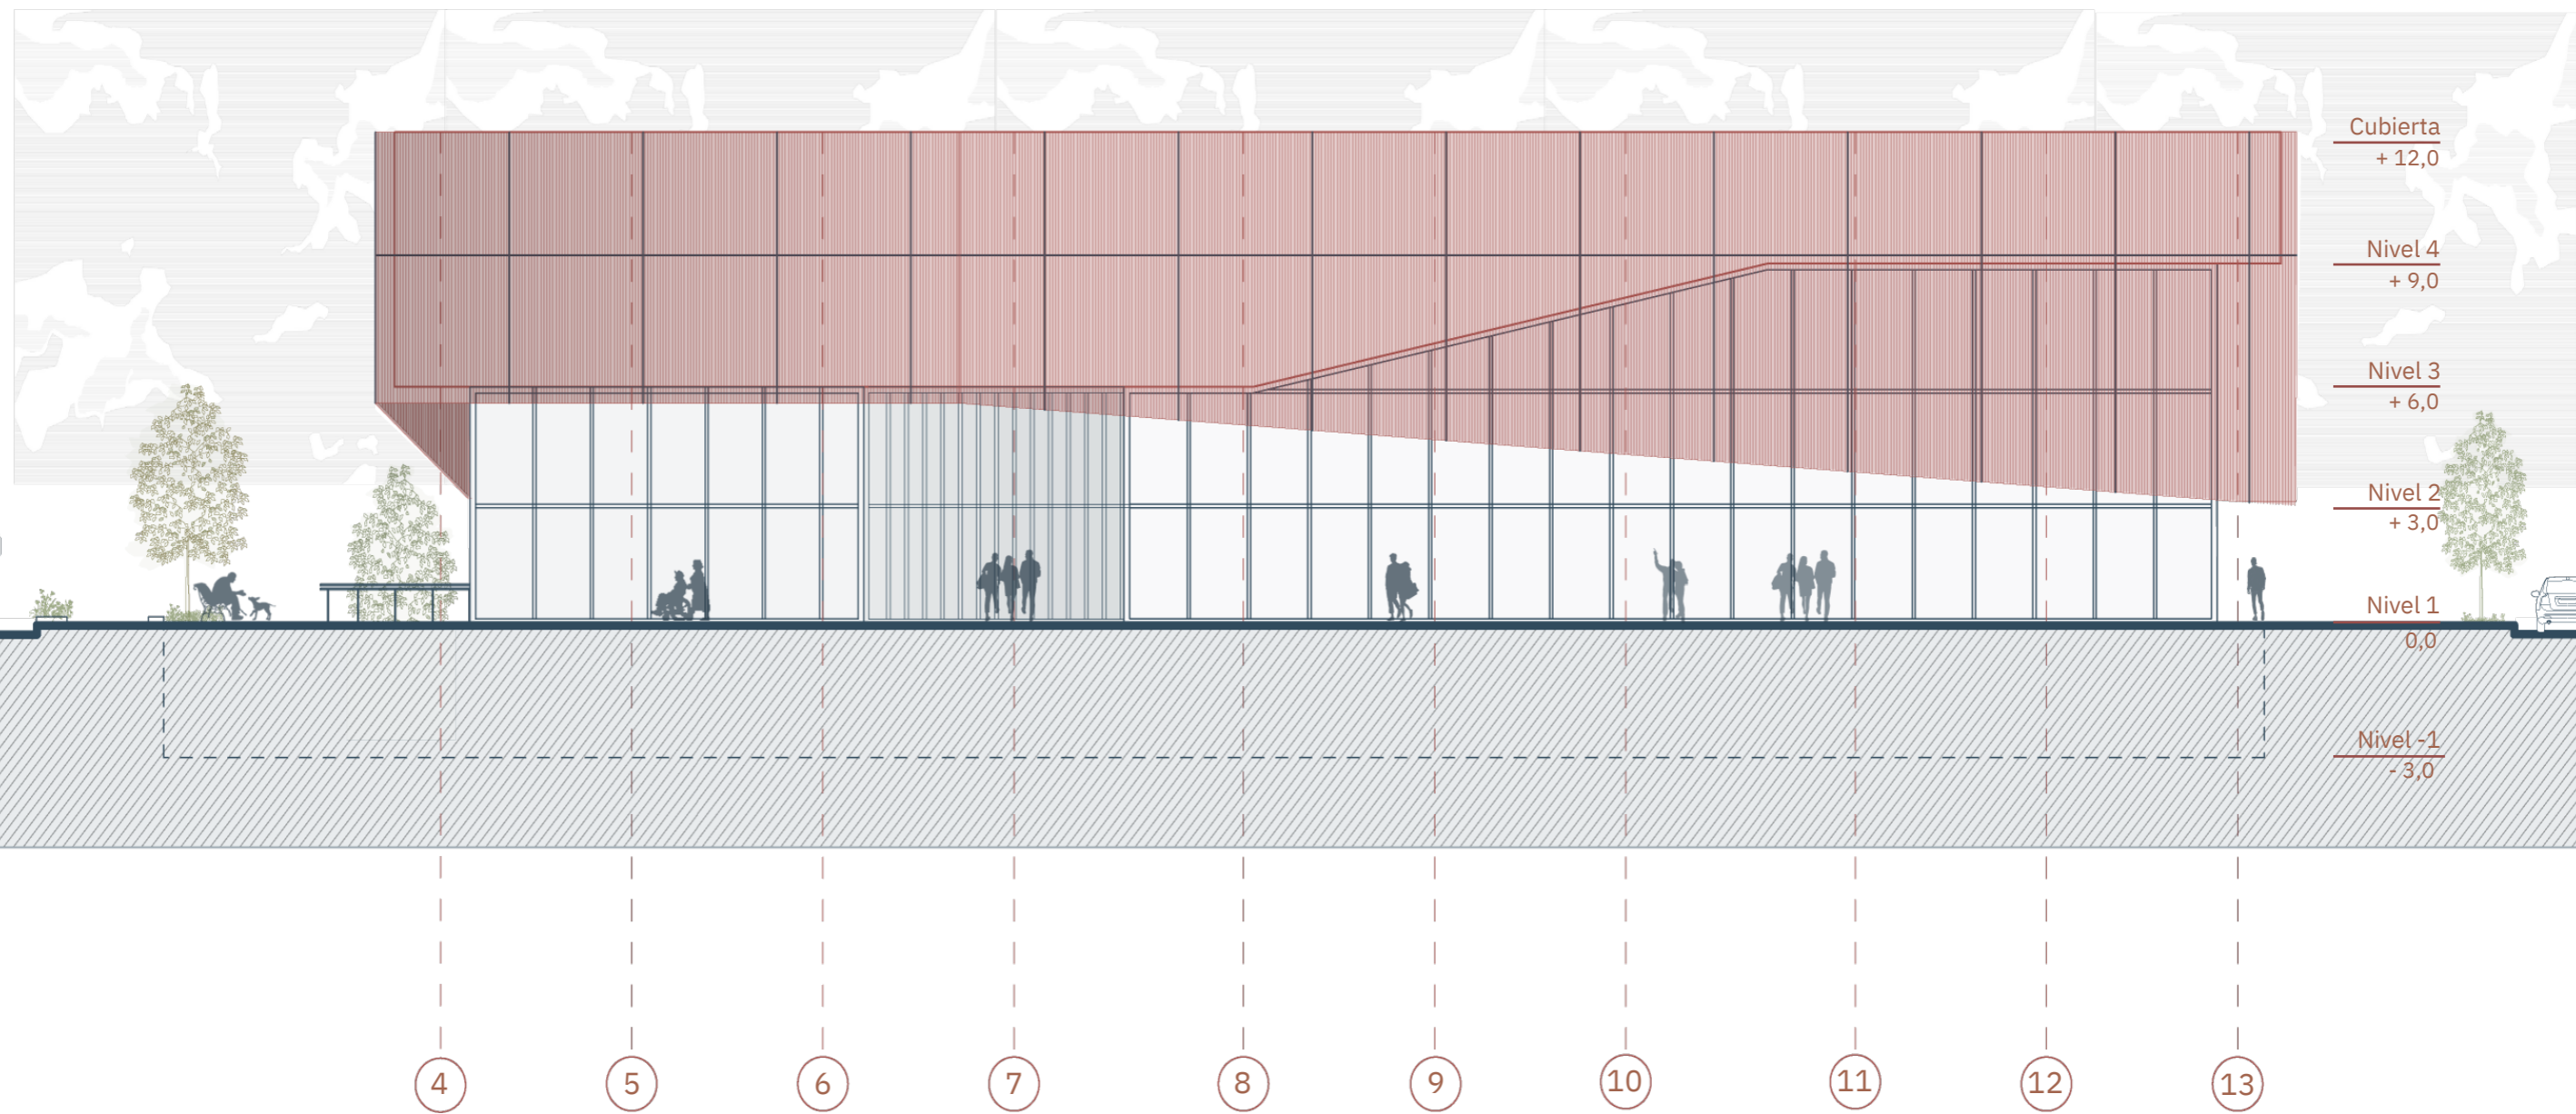 Cubierta
+ 12,0
Nivel 4
+ 9,0
Nivel 3
+ 6,0
Nivel 2
+ 3,0
Nivel 1
0,0
Nivel -1
- 3,0
4 5 6 7 8 9 10 11 12 13